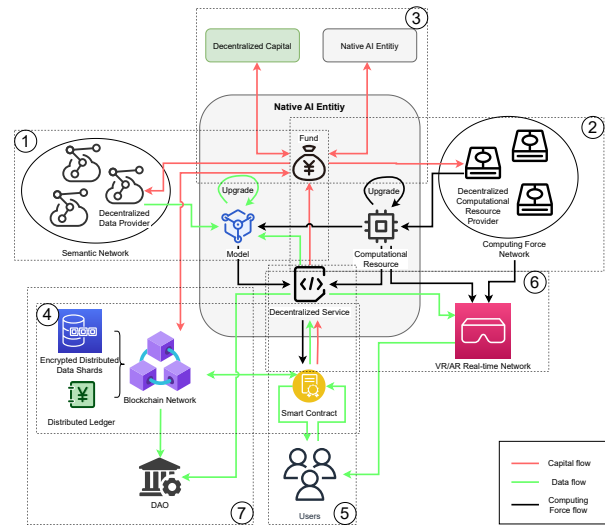 3
Decentralized Capital
Native AI Entitiy
Native AI Entitiy
1
2
Fund
Upgrade
Upgrade
Decentralized
Data Provider
Semantic Network
Decentralized
Computational
Resource
Provider
Computing Force
Network
Model
Computational
Resource
6
4
Decentralized Service
Encrypted Distributed
Data Shards
Blockchain Network
VR/AR Real-time Network
Distributed Ledger
Smart Contract
DAO
7
Users
5
Capital flow
Data flow
Computing
Force flow